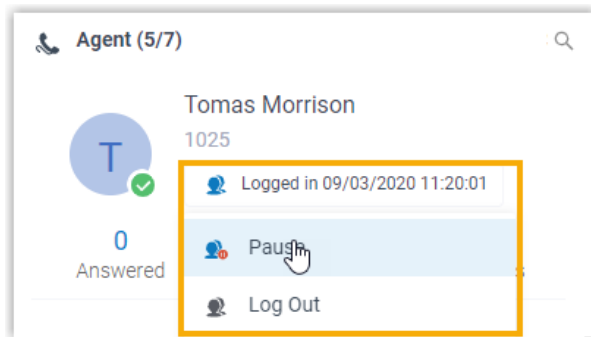 Agent (5/7)
Tomas Morrison
1025
T
Logged in 09/03/2020 11:20:01
0
Answered
Pause
Log Out